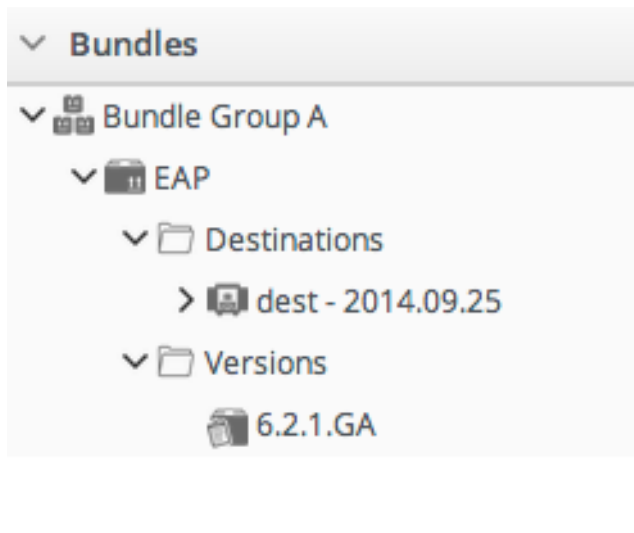 Bundles
Bundle Group A
EAP
Destinations
dest - 2014.09.25
Versions
6.2.1.GA